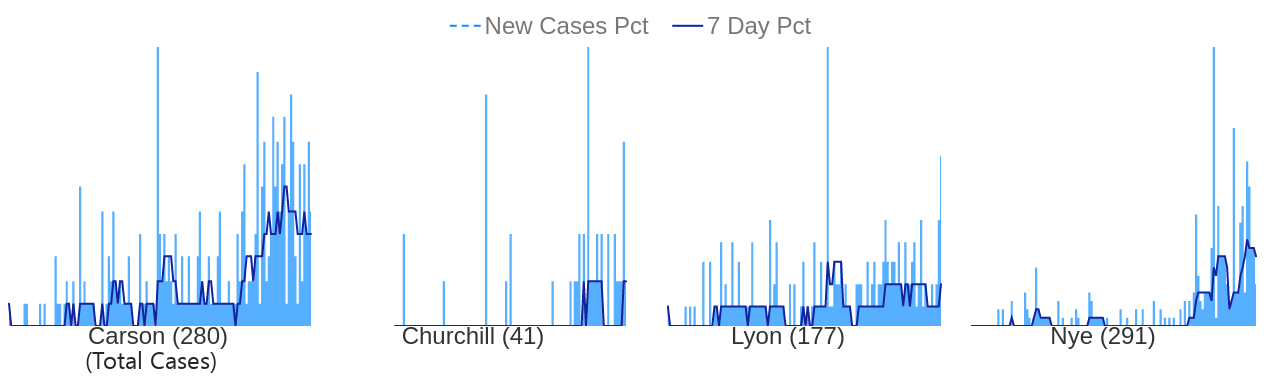 New Cases Pct 7 Day Pct
Carson (280) Churchill (41) Lyon (177) Nye (291)
(Total Cases)